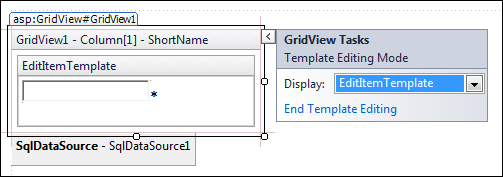 asp:GridView#GridView1
GridView1 - Column[1] - ShortName
EditItemTemplate
*
GridView Tasks
Template Editing Mode
Display: EditItemTemplate
End Template Editing
SqlDataSource - SqlDataSource1